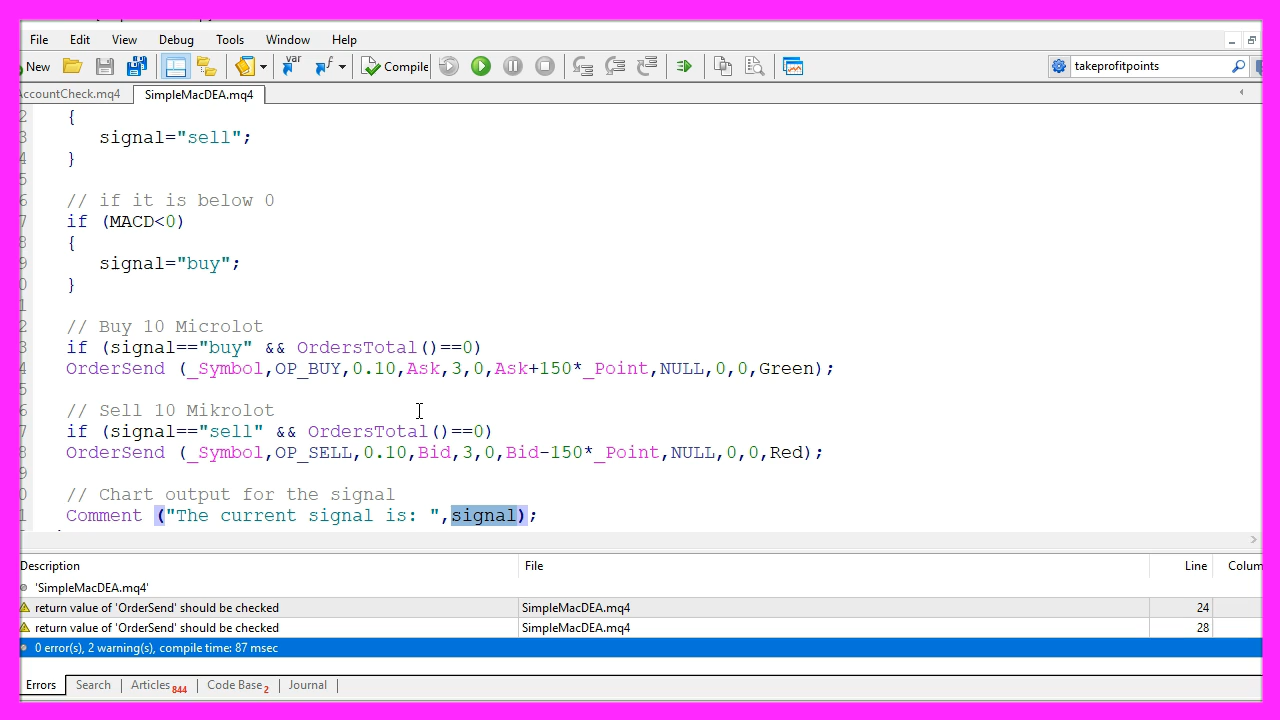 File Edit View Debug Tools Window Help
New Compile takeprofitpoints
AccountCheck.mq4 SimpleMacDEA.mq4
2 {
3 signal="sell";
4 }
5
6 // if it is below 0
7 if (MACD<0)
8 {
9 signal="buy";
0 }
1
2 // Buy 10 Microlot
3 if (signal=="buy" && OrdersTotal()==0)
4 OrderSend (_Symbol,OP_BUY,0.10,Ask,3,0,Ask+150*_Point,NULL,0,0,Green);
5
6 // Sell 10 Mikrolot
7 if (signal=="sell" && OrdersTotal()==0)
8 OrderSend (_Symbol,OP_SELL,0.10,Bid,3,0,Bid-150*_Point,NULL,0,0,Red);
9
0 // Chart output for the signal
1 Comment ("The current signal is: ",signal);
Description File Line Colum
'SimpleMacDEA.mq4'
return value of 'OrderSend' should be checked SimpleMacDEA.mq4 24
return value of 'OrderSend' should be checked SimpleMacDEA.mq4 28
0 error(s), 2 warning(s), compile time: 87 msec
Errors Search Articles 844 Code Base 2 Journal